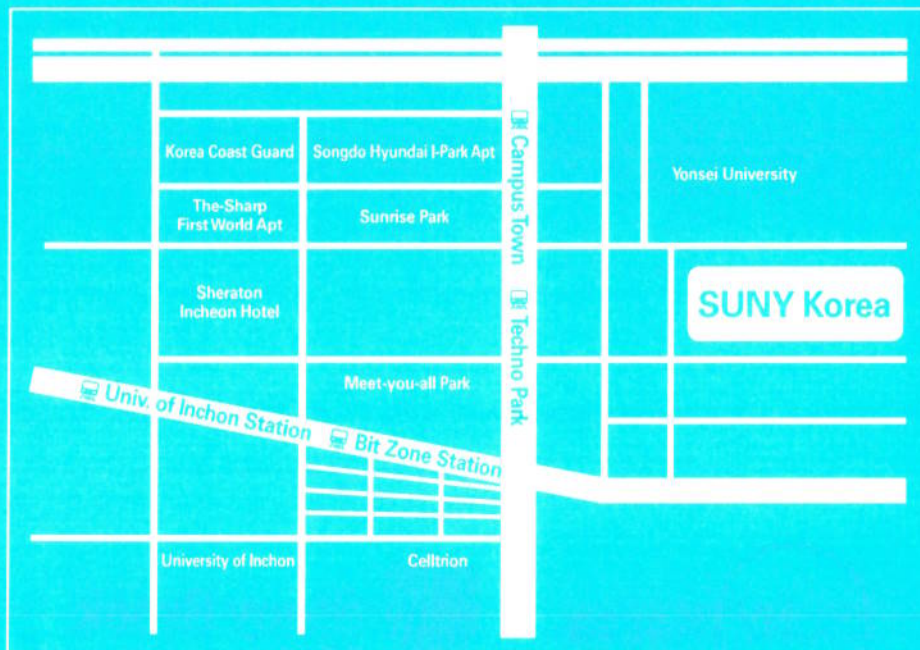 Korea Coast Guard
Songdo Hyundai I-Park Apt
Campus Town
Yonsei University
The-Sharp
First World Apt
Sunrise Park
Sheraton
Incheon Hotel
Techno Park
SUNY Korea
Meet-you-all Park
Univ. of Inchon Station
Bit Zone Station
University of Inchon
Celltrion